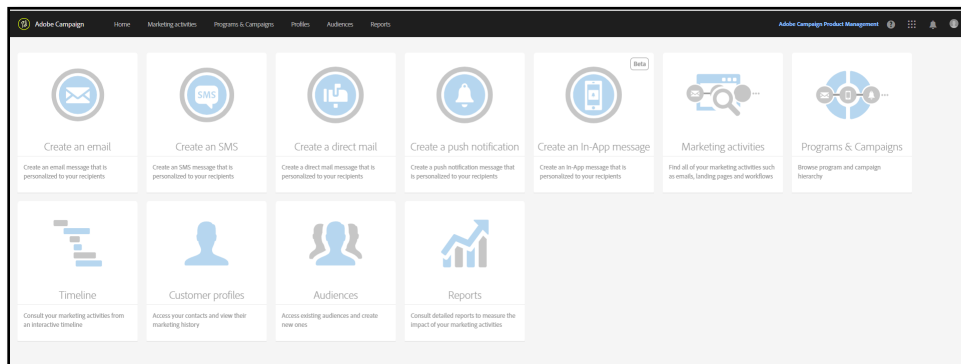 Adobe Campaign Home Marketing activities Programs & Campaigns Profiles Audiences Reports Adobe Campaign Product Management
Beta
SMS
Create an email
Create an email message that is
personalized to your recipients
Create an SMS
Create an SMS message that is
personalized to your recipients
Create a direct mail
Create a direct mail message that is
personalized to your recipients
Create a push notification
Create a push notification message that
is personalized to your recipients
Create an In-App message
Create an In-App message that is
personalized to your recipients
Marketing activities
Find all of your marketing activities such
as emails, landing pages and workflows
Programs & Campaigns
Browse program and campaign
hierarchy
Timeline
Consult your marketing activities from
an interactive timeline
Customer profiles
Access your contacts and view their
marketing history
Audiences
Access existing audiences and create
new ones
Reports
Consult detailed reports to measure the
impact of your marketing activities